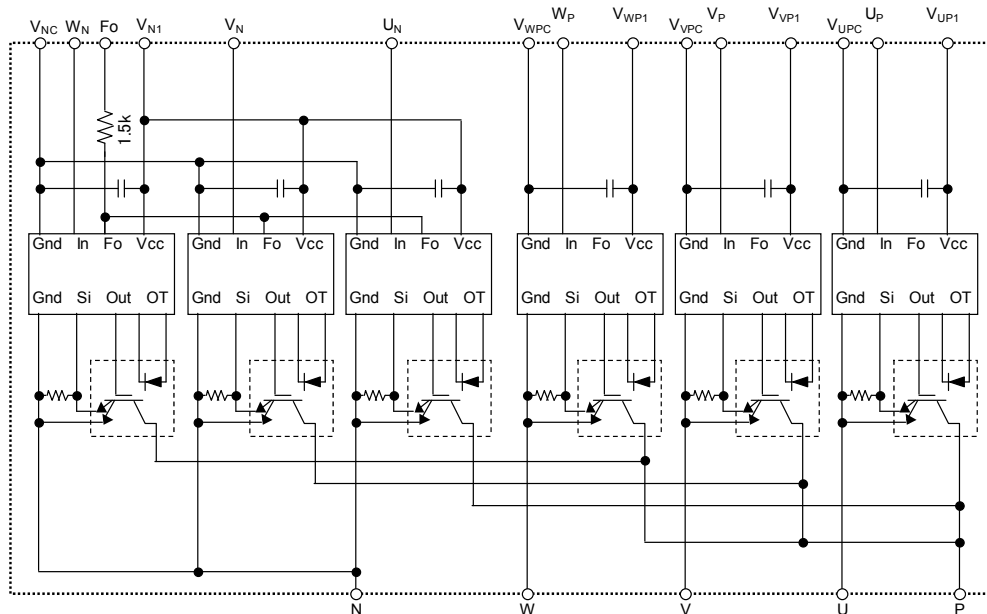 VNC WN Fo VN1 VN UN VWPC WP VWP1 VVPC VP VVP1 VUPC UP VUP1
1.5k
Gnd In Fo Vcc Gnd In Fo Vcc Gnd In Fo Vcc Gnd In Fo Vcc Gnd In Fo Vcc Gnd In Fo Vcc
Gnd Si Out OT Gnd Si Out OT Gnd Si Out OT Gnd Si Out OT Gnd Si Out OT Gnd Si Out OT
N W V U P